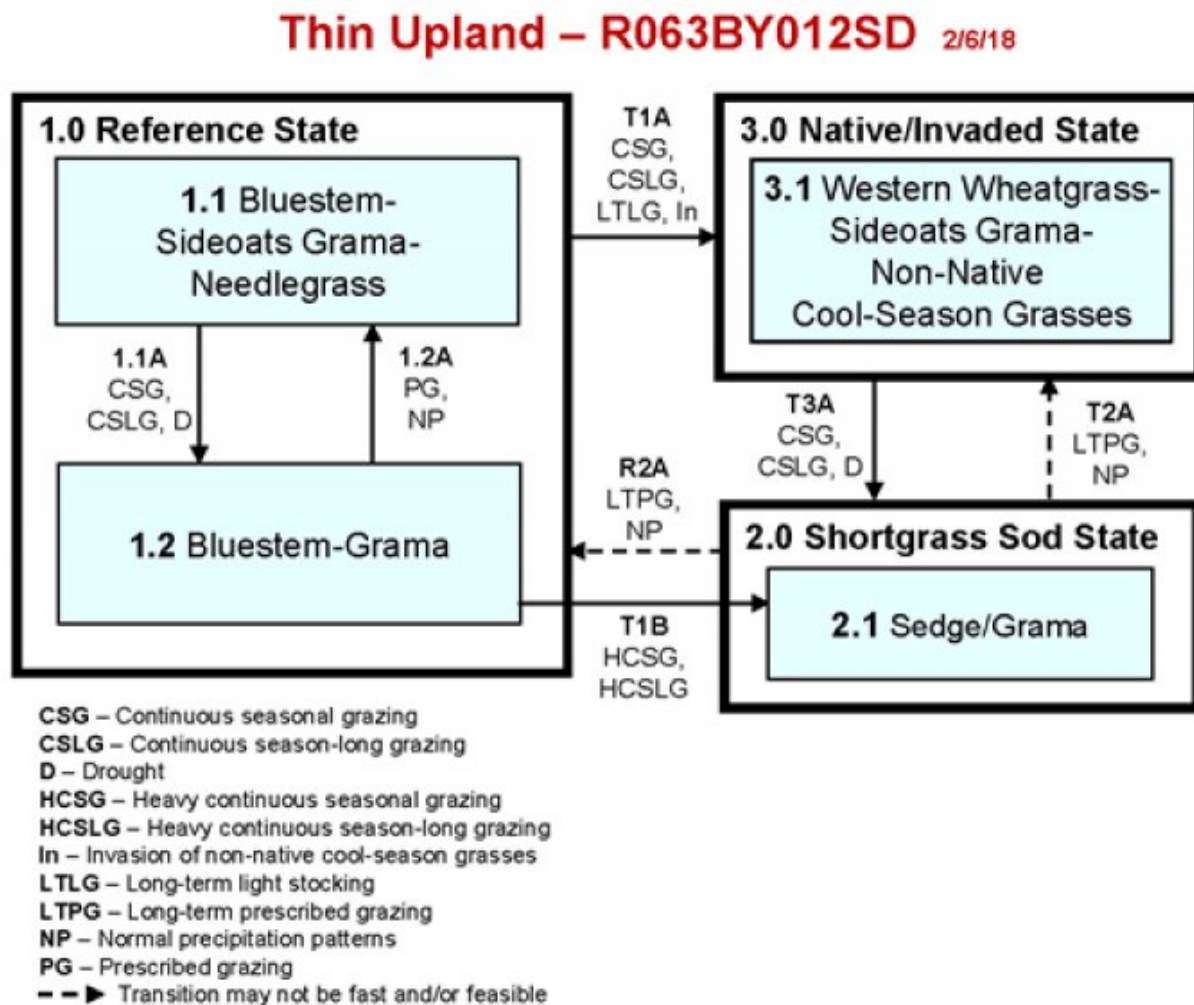 Thin Upland – R063BY012SD 2/6/18
1.0 Reference State
1.1 Bluestem-
Sideoats Grama-
Needlegrass
1.1A
CSG,
CSLG, D
1.2A
PG,
NP
1.2 Bluestem-Grama
T1A
CSG,
CSLG,
LTLG, In
3.0 Native/Invaded State
3.1 Western Wheatgrass-
Sideoats Grama-
Non-Native
Cool-Season Grasses
T3A
CSG,
CSLG, D
T2A
LTPG,
NP
R2A
LTPG,
NP
2.0 Shortgrass Sod State
2.1 Sedge/Grama
T1B
HCSG,
HCSLG
CSG – Continuous seasonal grazing
CSLG – Continuous season-long grazing
D – Drought
HCSG – Heavy continuous seasonal grazing
HCSLG – Heavy continuous season-long grazing
In – Invasion of non-native cool-season grasses
LTLG – Long-term light stocking
LTPG – Long-term prescribed grazing
NP – Normal precipitation patterns
PG – Prescribed grazing
Transition may not be fast and/or feasible